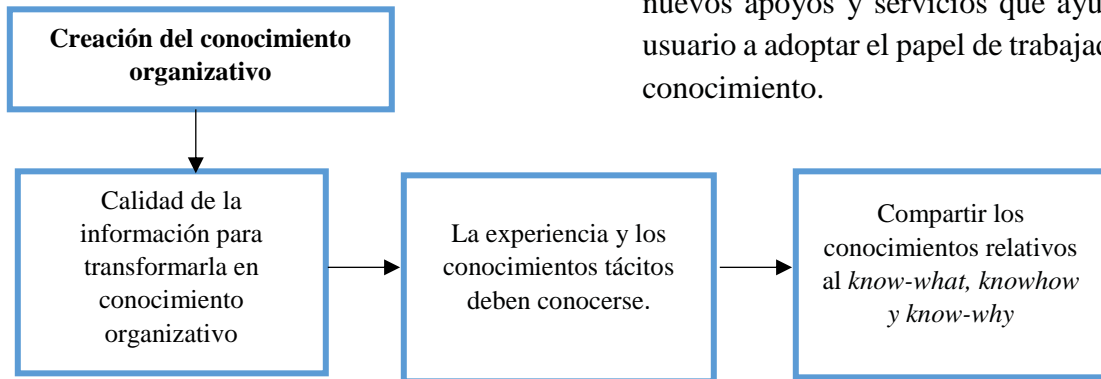 nuevos apoyos y servicios que
usuario a adoptar el papel de
conocimiento.
Creación del conocimiento
organizativo
Calidad de la
información para
transformarla en
conocimiento
organizativo
La experiencia y los
conocimientos tácitos
deben conocerse.
Compartir los
conocimientos relativos
al know-what, knowhow
y know-why